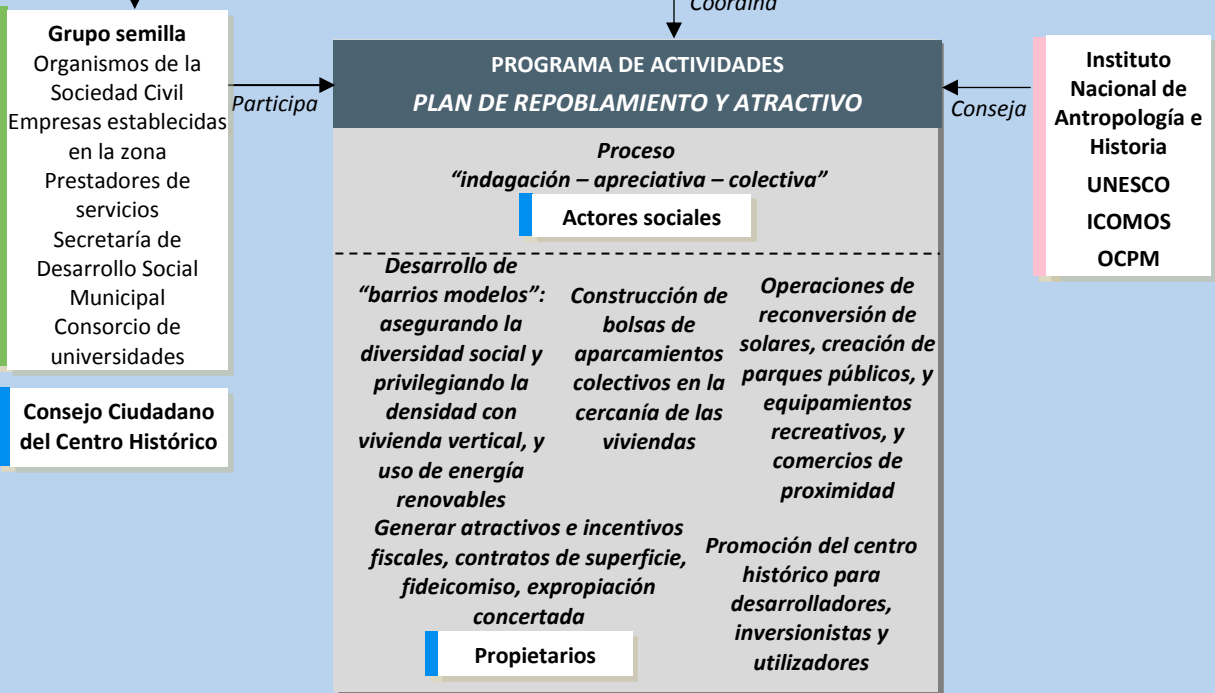 Coordina
Grupo semilla
Organismos de la
Sociedad Civil
Empresas establecidas
en la zona
Prestadores de
servicios
Secretaría de
Desarrollo Social
Municipal
Consorcio de
universidades
Consejo Ciudadano
del Centro Histórico
Participa
PROGRAMA DE ACTIVIDADES
PLAN DE REPOBLAMIENTO Y ATRACTIVO
Proceso
“indagación – apreciativa – colectiva”
Actores sociales
Desarrollo de
“barrios modelos”:
asegurando la
diversidad social y
privilegiando la
densidad con
vivienda vertical, y
uso de energía
renovables
Construcción de
bolsas de
aparcamientos
colectivos en la
cercanía de las
viviendas
Operaciones de
reconversión de
solares, creación de
parques públicos, y
equipamientos
recreativos, y
comercios de
proximidad
Generar atractivos e incentivos
fiscales, contratos de superficie,
fideicomiso, expropiación
concertada
Propietarios
Promoción del centro
histórico para
desarrolladores,
inversionistas y
utilizadores
Conseja
Instituto
Nacional de
Antropología e
Historia
UNESCO
ICOMOS
OCPM